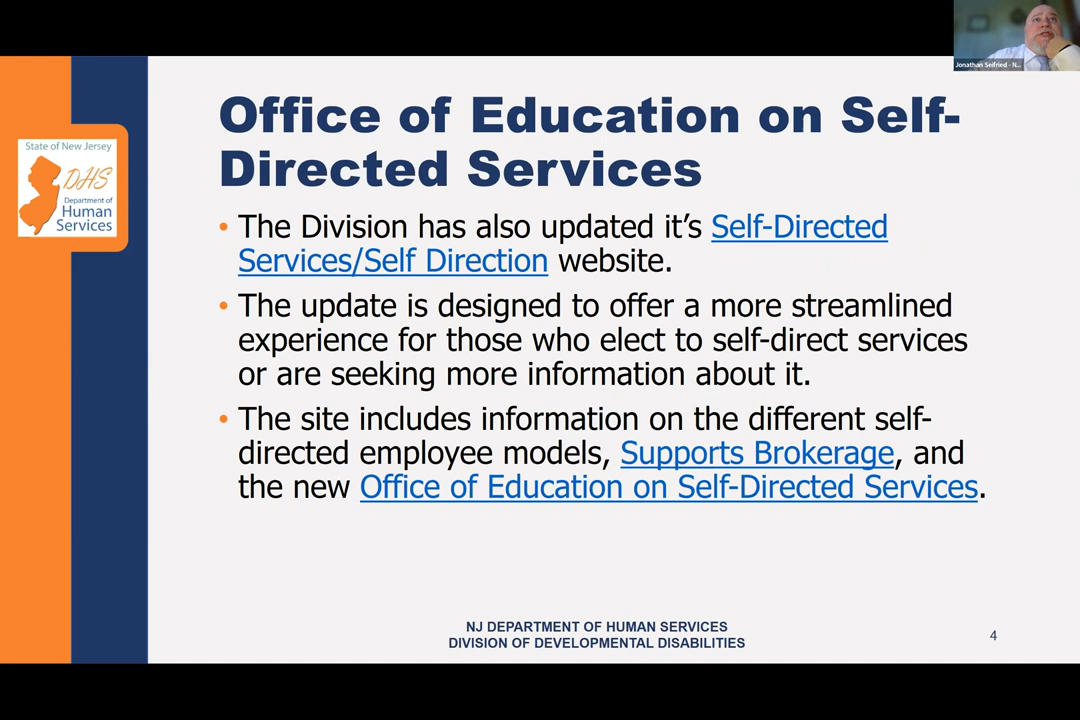 Jonathan Seifried - N...
Office of Education on Self-
Directed Services
State of New Jersey
DHS
Department of
Human
Services
• The Division has also updated it’s Self-Directed
Services/Self Direction website.
• The update is designed to offer a more streamlined
experience for those who elect to self-direct services
or are seeking more information about it.
• The site includes information on the different self-
directed employee models, Supports Brokerage, and
the new Office of Education on Self-Directed Services.
NJ DEPARTMENT OF HUMAN SERVICES
DIVISION OF DEVELOPMENTAL DISABILITIES
4